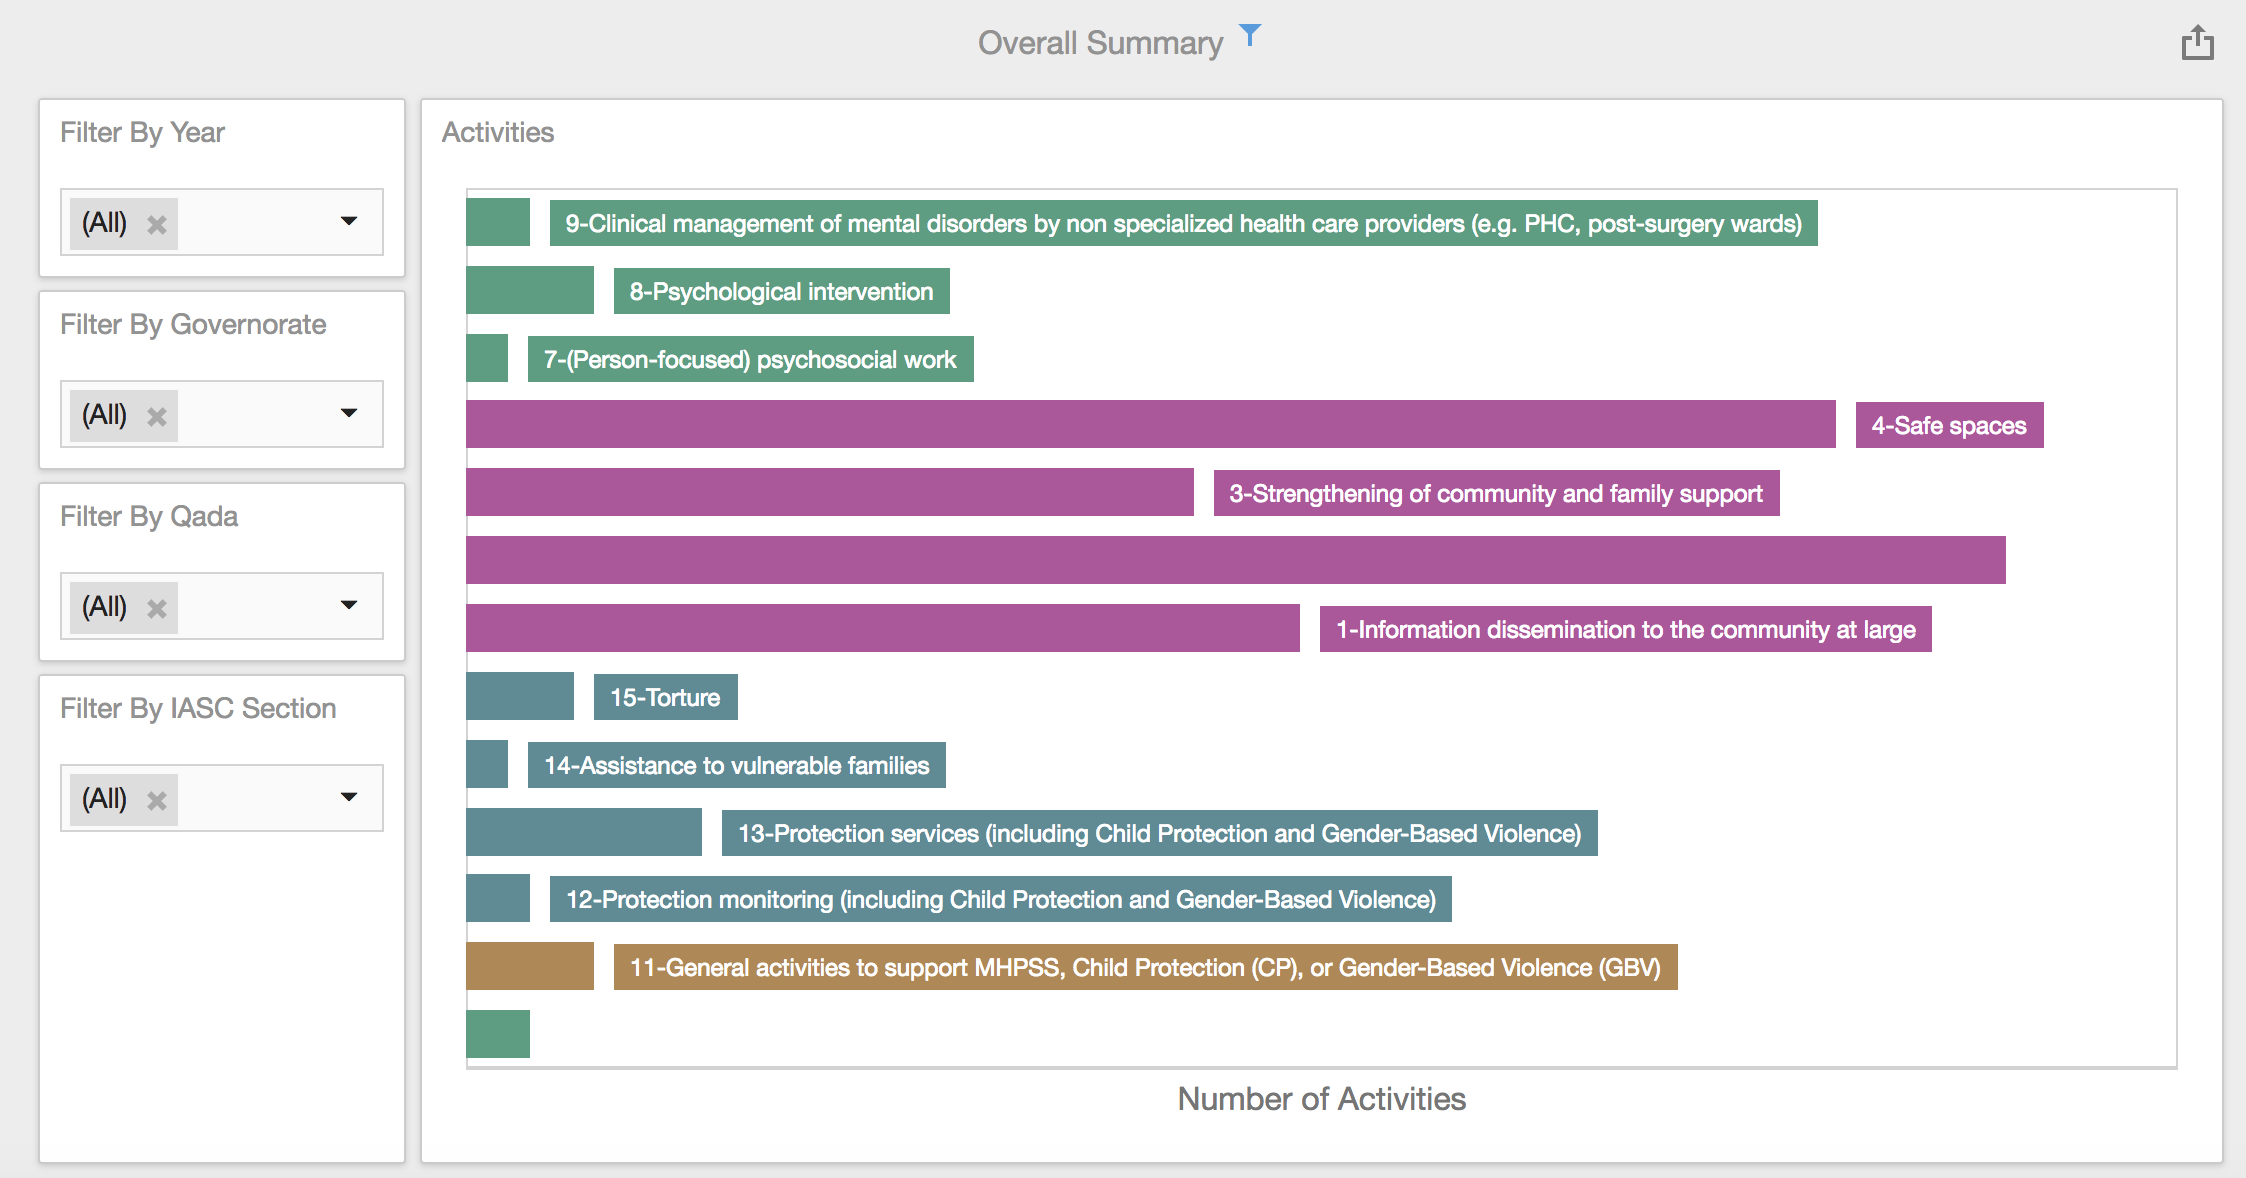 Overall Summary
Filter By Year
(All)
Filter By Governorate
(All)
Filter By Qada
(All)
Filter By IASC Section
(All)
Activities
9-Clinical management of mental disorders by non specialized health care providers (e.g. PHC, post-surgery wards)
8-Psychological intervention
7-(Person-focused) psychosocial work
4-Safe spaces
3-Strengthening of community and family support
1-Information dissemination to the community at large
15-Torture
14-Assistance to vulnerable families
13-Protection services (including Child Protection and Gender-Based Violence)
12-Protection monitoring (including Child Protection and Gender-Based Violence)
11-General activities to support MHPSS, Child Protection (CP), or Gender-Based Violence (GBV)
Number of Activities